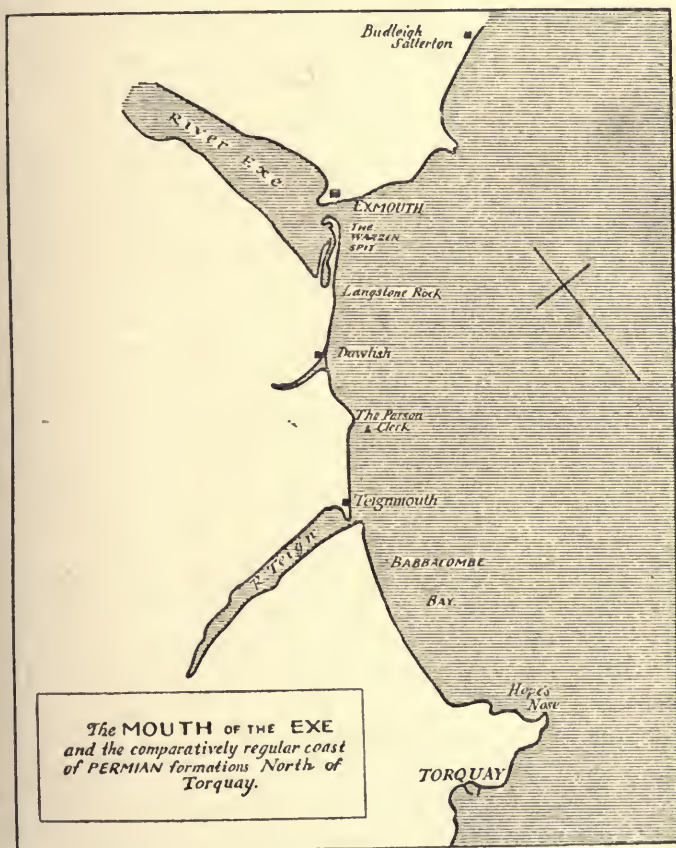 Budleigh
Salterton
River Exe
EXMOUTH
THE
WARREN
SPIT
Langstone Rock
Dawlish
The Parson
& Clerk
Teignmouth
R. Teign
BABBACOMBE
BAY
Hope's
Nose
TORQUAY
The MOUTH OF THE EXE
and the comparatively regular coast
of PERMIAN formations North of
Torquay.